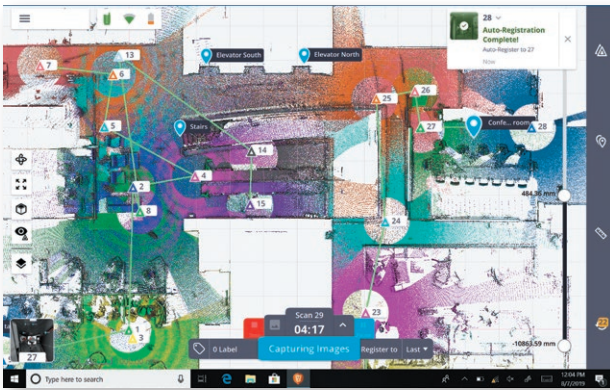 28
Auto-Registration
Complete!
Auto-Register to 27
Now
13
7
6
Elevator South
Elevator North
26
25
5
Stairs
27
Confe... room
28
14
4
2
15
8
484.36 mm
24
23
3
27
Scan 29
04:17
0 Label
Capturing Images
Register to
Last
-10863.59 mm
Type here to search
12:04 PM
8/7/2019